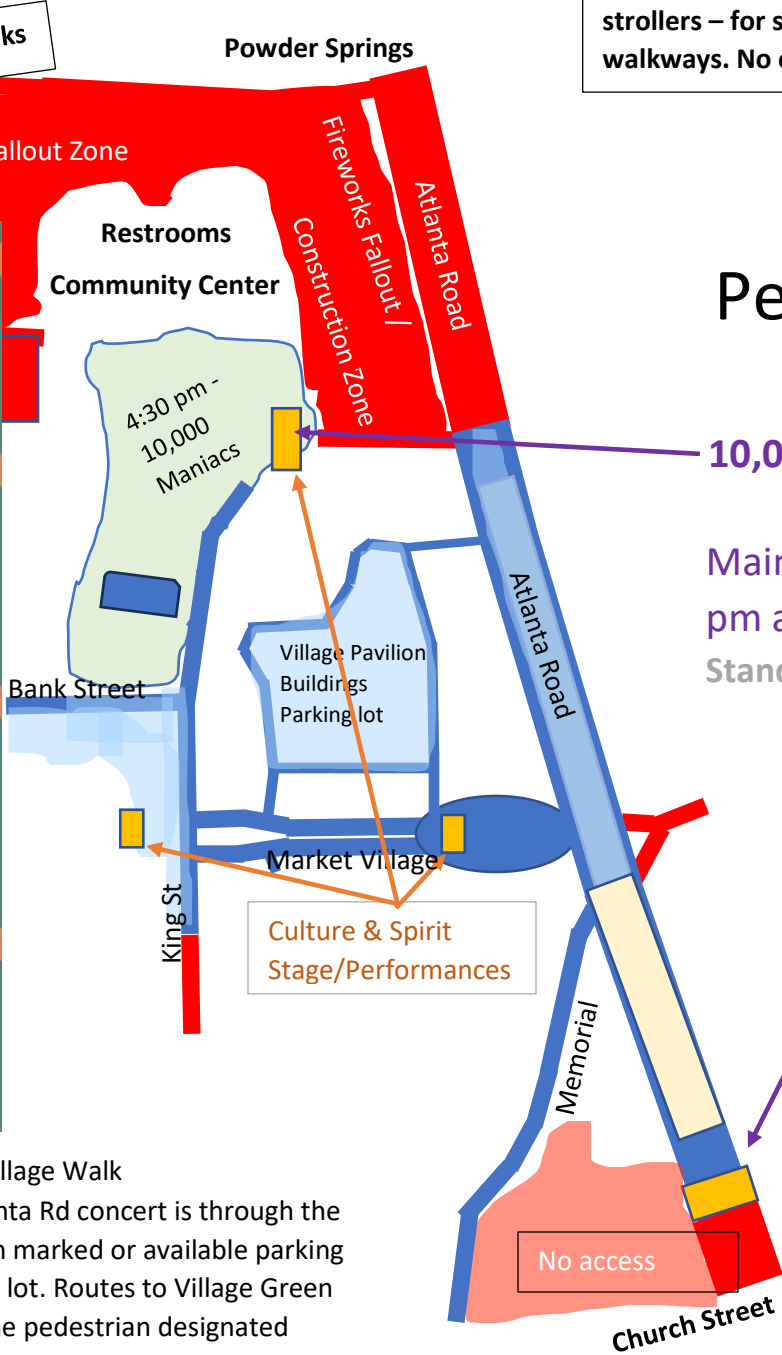 ks
strollers – for s
walkways. No
Powder Springs
allout Zone
Fireworks Fallout /
Construction Zone
Atlanta Road
Restrooms
Community Center
Pe
4:30 pm -
10,000
Maniacs
10,0
Main
pm a
Stand
Atlanta Road
Village Pavilion
Buildings
Parking lot
Bank Street
Market Village
King St
Culture & Spirit
Stage/Performances
Memorial
illage Walk
nta Rd concert is through the
n marked or available parking
lot. Routes to Village Green
ne pedestrian designated
No access
Church Street